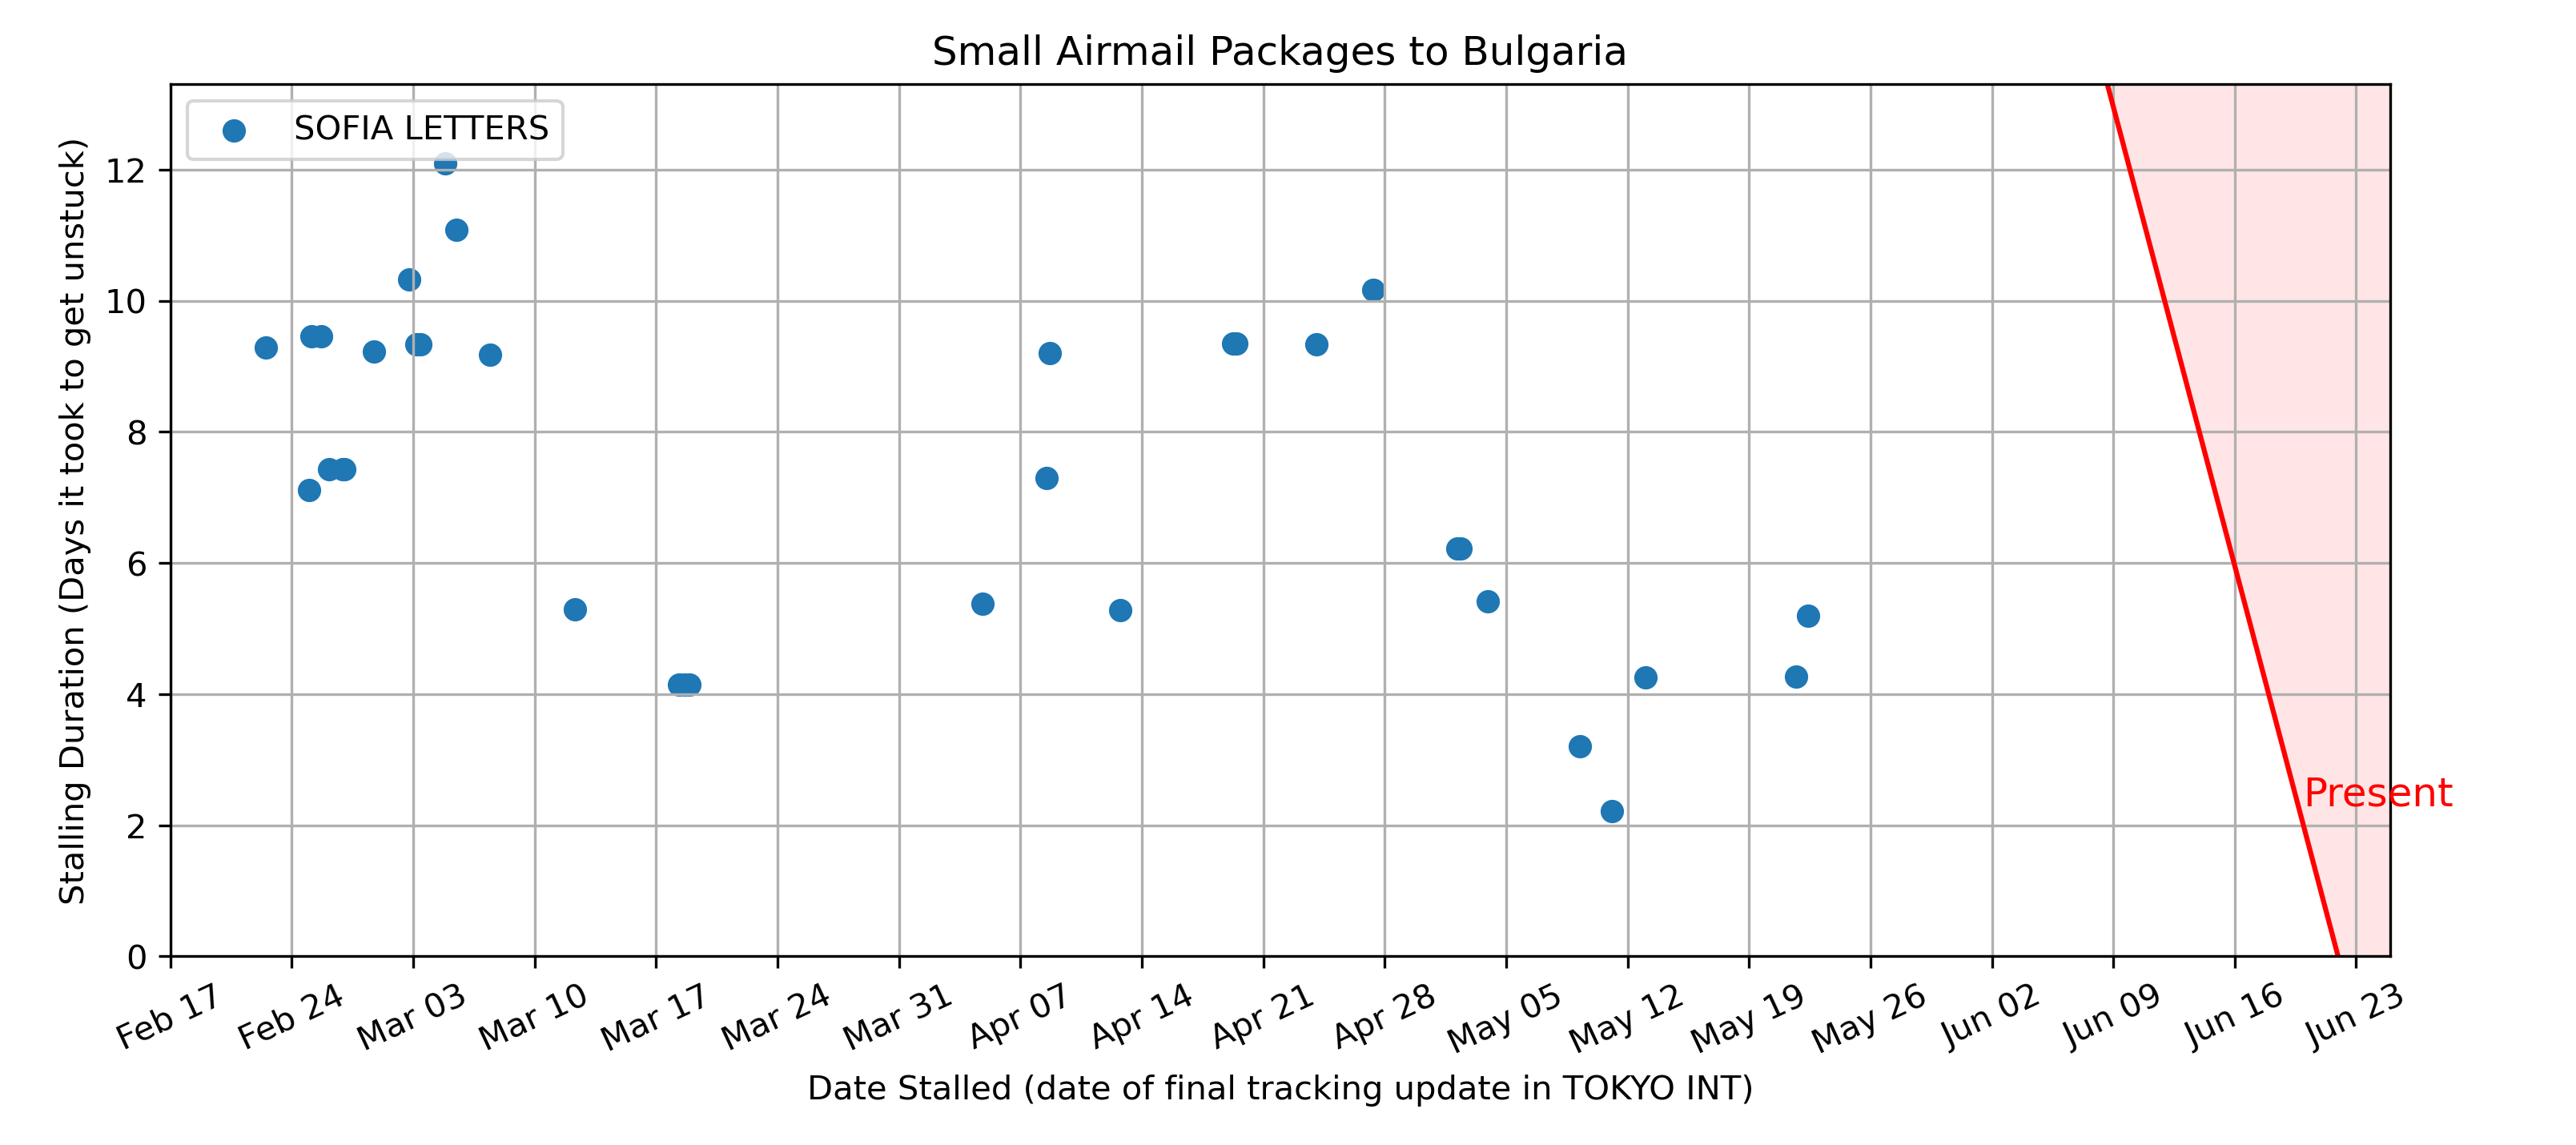 Small Airmail Packages to Bulgaria
SOFIA LETTERS
Stalling Duration (Days it took to get unstuck)
12
10
8
6
4
2
0
Present
Feb 17
Feb 24
Mar 03
Mar 10
Mar 17
Mar 24
Mar 31
Apr 07
Apr 14
Apr 21
Apr 28
May 05
May 12
May 19
May 26
Jun 02
Jun 09
Jun 16
Jun 23
Date Stalled (date of final tracking update in TOKYO INT)